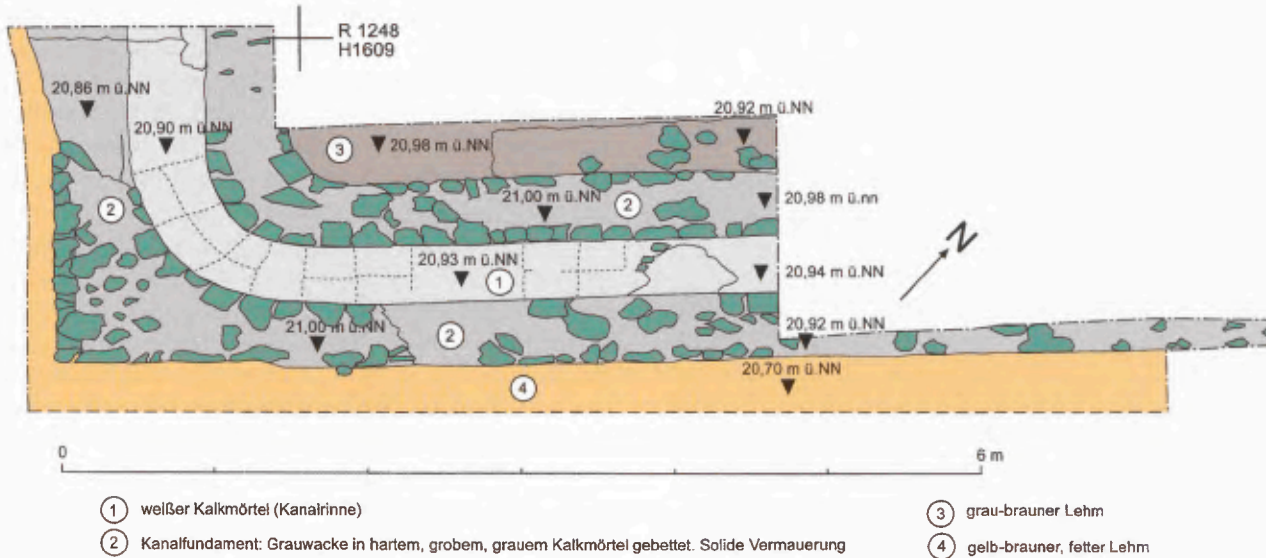 R 1248
H1609
20,86 m ü.NN
20,92 m ü.NN
20,90 m ü.NN
3
20,98 m ü.NN
2
21,00 m ü.NN
2
20,98 m ü.nn
N
20,93 m ü.NN
1
20,94 m ü.NN
21,00 m ü.NN
2
20,92 m ü.NN
4
20,70 m ü.NN
0
6 m
1 weißer Kalkmörtel (Kanalrinne)
3 grau-brauner Lehm
2 Kanalfundament: Grauwacke in hartem, grobem, grauem Kalkmörtel gebettet. Solide Vermauerung
4 gelb-brauner, fetter Lehm